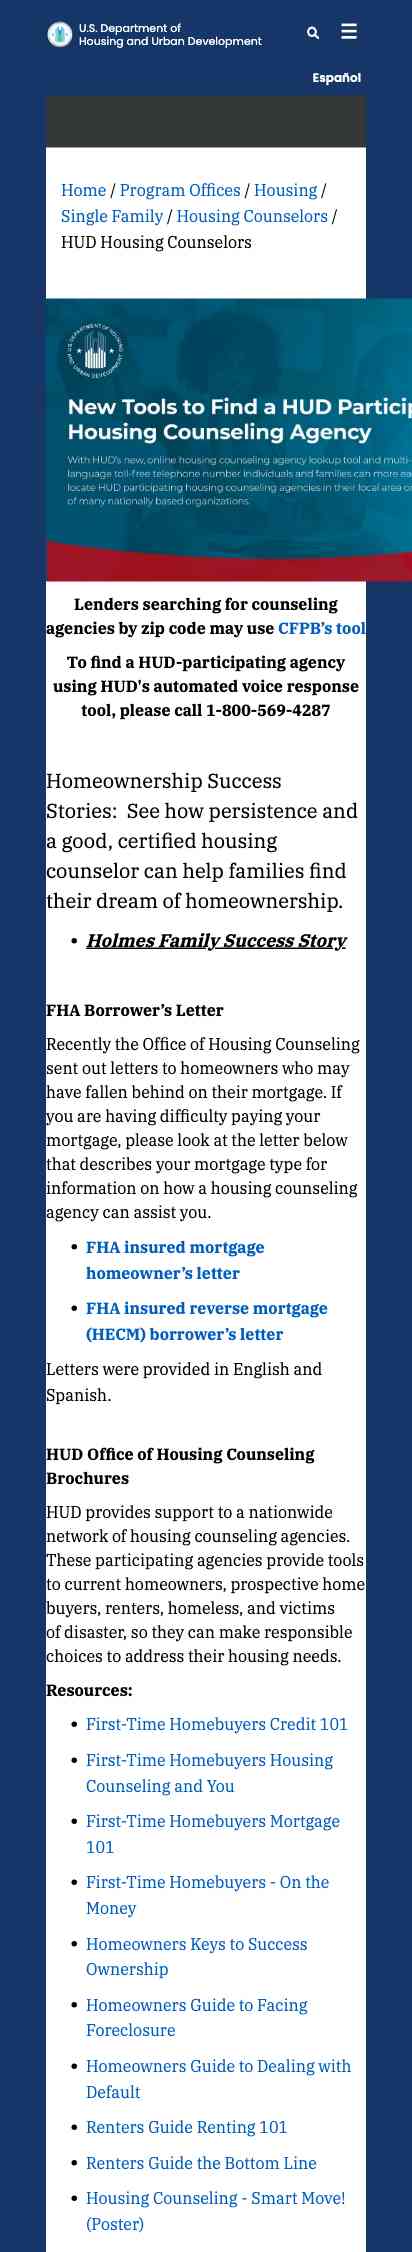 U.S. Department of
Housing and Urban Development
Español
Home / Program Offices / Housing /
Single Family / Housing Counselors /
HUD Housing Counselors
New Tools to Find a HUD
Housing Counseling Agency
With HUD's new, online housing counseling agency lookup tool and
language toll-free telephone number individuals and families can more
locate HUD participating housing counseling agencies in their local area
of many nationally based organizations.
Lenders searching for counseling
agencies by zip code may use CFPB’s tool
To find a HUD-participating agency
using HUD's automated voice response
tool, please call 1-800-569-4287
Homeownership Success
Stories:  See how persistence and
a good, certified housing
counselor can help families find
their dream of homeownership.
• Holmes Family Success Story
FHA Borrower’s Letter
Recently the Office of Housing Counseling
sent out letters to homeowners who may
have fallen behind on their mortgage. If
you are having difficulty paying your
mortgage, please look at the letter below
that describes your mortgage type for
information on how a housing counseling
agency can assist you.
• FHA insured mortgage
homeowner’s letter
• FHA insured reverse mortgage
(HECM) borrower’s letter
Letters were provided in English and
Spanish.
HUD Office of Housing Counseling
Brochures
HUD provides support to a nationwide
network of housing counseling agencies.
These participating agencies provide tools
to current homeowners, prospective home
buyers, renters, homeless, and victims
of disaster, so they can make responsible
choices to address their housing needs.
Resources:
• First-Time Homebuyers Credit 101
• First-Time Homebuyers Housing
Counseling and You
• First-Time Homebuyers Mortgage
101
• First-Time Homebuyers - On the
Money
• Homeowners Keys to Success
Ownership
• Homeowners Guide to Facing
Foreclosure
• Homeowners Guide to Dealing with
Default
• Renters Guide Renting 101
• Renters Guide the Bottom Line
• Housing Counseling - Smart Move!
(Poster)